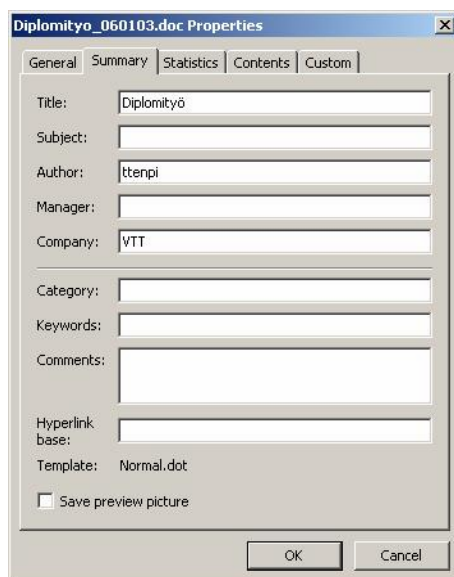 Diplomityo_060103.doc Properties
General Summary Statistics Contents Custom
Title: Diplomityö
Subject:
Author: ttenpi
Manager:
Company: VTT
Category:
Keywords:
Comments:
Hyperlink
base:
Template: Normal.dot
Save preview picture
OK Cancel